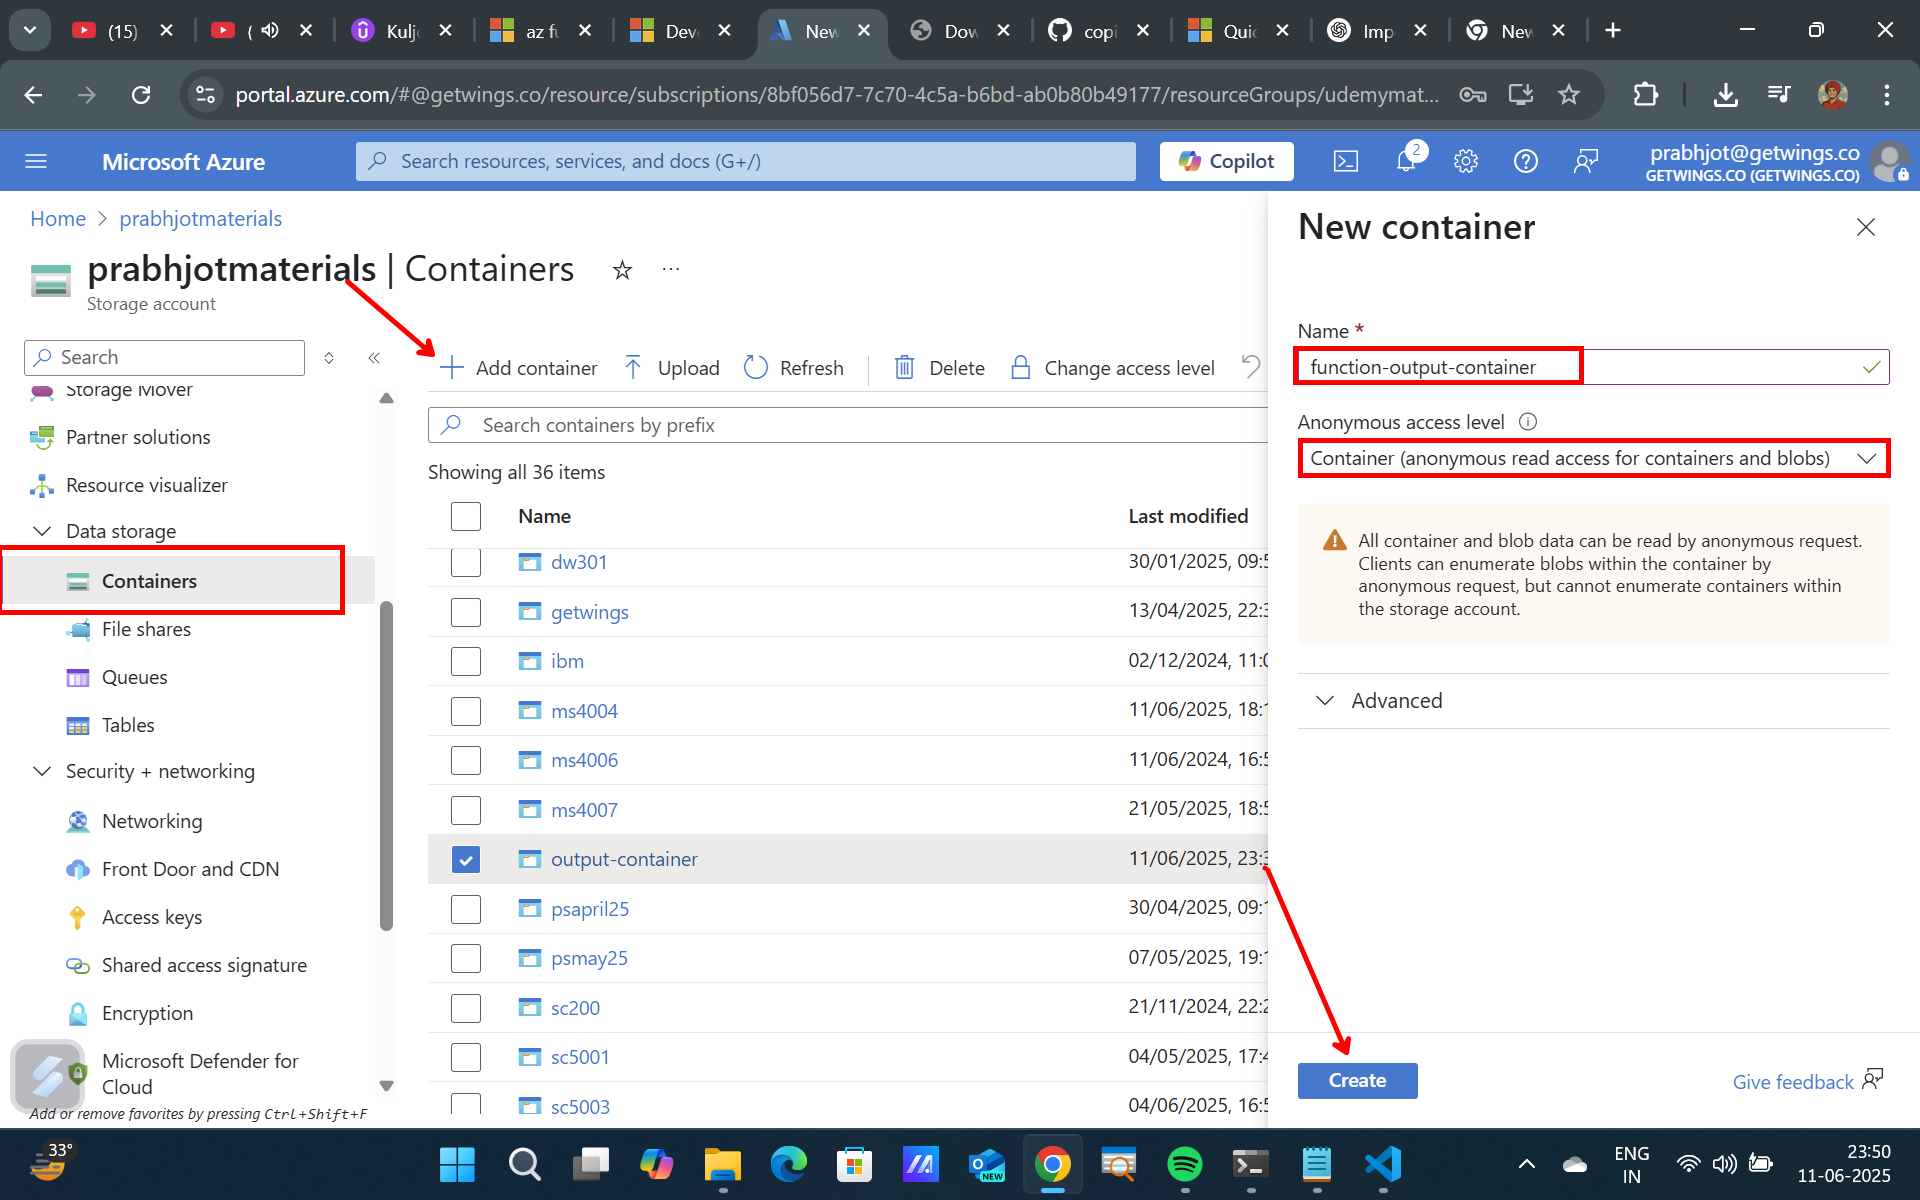 (15)
(
Kulj
az fu
Dev
New
Dow
copi
Quic
Imp
New
portal.azure.com/#@getwings.co/resource/subscriptions/8bf056d7-7c70-4c5a-b6bd-ab0b80b49177/resourceGroups/udemymat...
Microsoft Azure
Search resources, services, and docs (G+/)
Copilot
2
prabhjot@getwings.co
GETWINGS.CO (GETWINGS.CO)
Home > prabhjotmaterials
prabhjotmaterials | Containers
Storage account
Search
Storage Mover
Partner solutions
Resource visualizer
Data storage
Containers
File shares
Queues
Tables
Security + networking
Networking
Front Door and CDN
Access keys
Shared access signature
Encryption
Microsoft Defender for
Cloud
Add or remove favorites by pressing Ctrl+Shift+F
Add container
Upload
Refresh
Delete
Change access level
Search containers by prefix
Showing all 36 items
Name Last modified
dw301 30/01/2025, 09:5
getwings 13/04/2025, 22:3
ibm 02/12/2024, 11:0
ms4004 11/06/2025, 18:1
ms4006 11/06/2024, 16:5
ms4007 21/05/2025, 18:5
output-container 11/06/2025, 23:3
psapril25 30/04/2025, 09:1
psmay25 07/05/2025, 19:1
sc200 21/11/2024, 22:2
sc5001 04/05/2025, 17:4
sc5003 04/06/2025, 16:5
New container
Name *
function-output-container
Anonymous access level
Container (anonymous read access for containers and blobs)
All container and blob data can be read by anonymous request.
Clients can enumerate blobs within the container by
anonymous request, but cannot enumerate containers within
the storage account.
Advanced
Create
Give feedback
33°
NEW
ENG
IN
23:50
11-06-2025